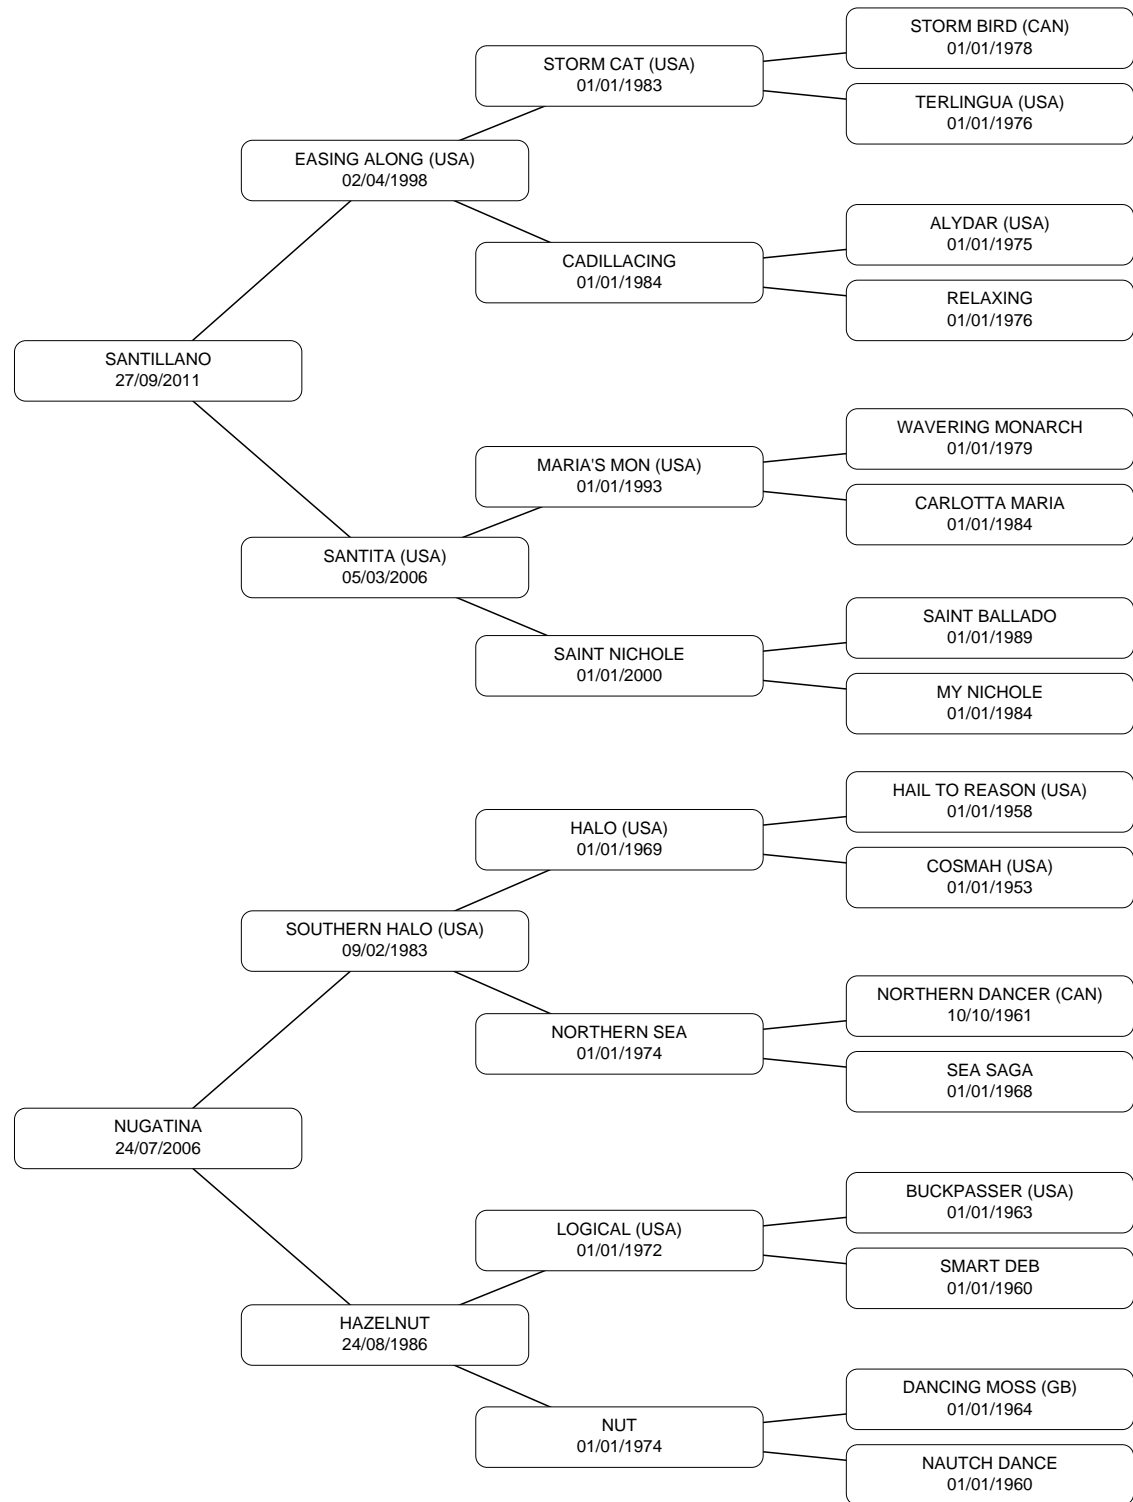 STORM BIRD (CAN)
01/01/1978
STORM CAT (USA)
01/01/1983
TERLINGUA (USA)
01/01/1976
EASING ALONG (USA)
02/04/1998
ALYDAR (USA)
01/01/1975
CADILLACING
01/01/1984
RELAXING
01/01/1976
SANTILLANO
27/09/2011
WAVERING MONARCH
01/01/1979
MARIA'S MON (USA)
01/01/1993
CARLOTTA MARIA
01/01/1984
SANTITA (USA)
05/03/2006
SAINT BALLADO
01/01/1989
SAINT NICHOLE
01/01/2000
MY NICHOLE
01/01/1984
HAIL TO REASON (USA)
01/01/1958
HALO (USA)
01/01/1969
COSMAH (USA)
01/01/1953
SOUTHERN HALO (USA)
09/02/1983
NORTHERN DANCER (CAN)
10/10/1961
NORTHERN SEA
01/01/1974
SEA SAGA
01/01/1968
NUGATINA
24/07/2006
BUCKPASSER (USA)
01/01/1963
LOGICAL (USA)
01/01/1972
SMART DEB
01/01/1960
HAZELNUT
24/08/1986
DANCING MOSS (GB)
01/01/1964
NUT
01/01/1974
NAUTCH DANCE
01/01/1960